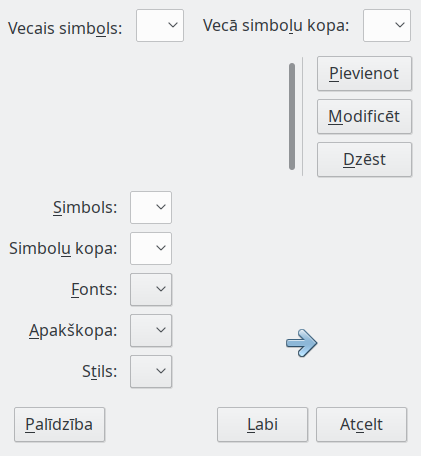 Vecais simbols: Vecā simbolu kopa:
Pievienot
Modificēt
Dzēst
Simbols:
Simbolu kopa:
Fonts:
Apakškopa:
Stils:
Palīdzība Labi Atcelt